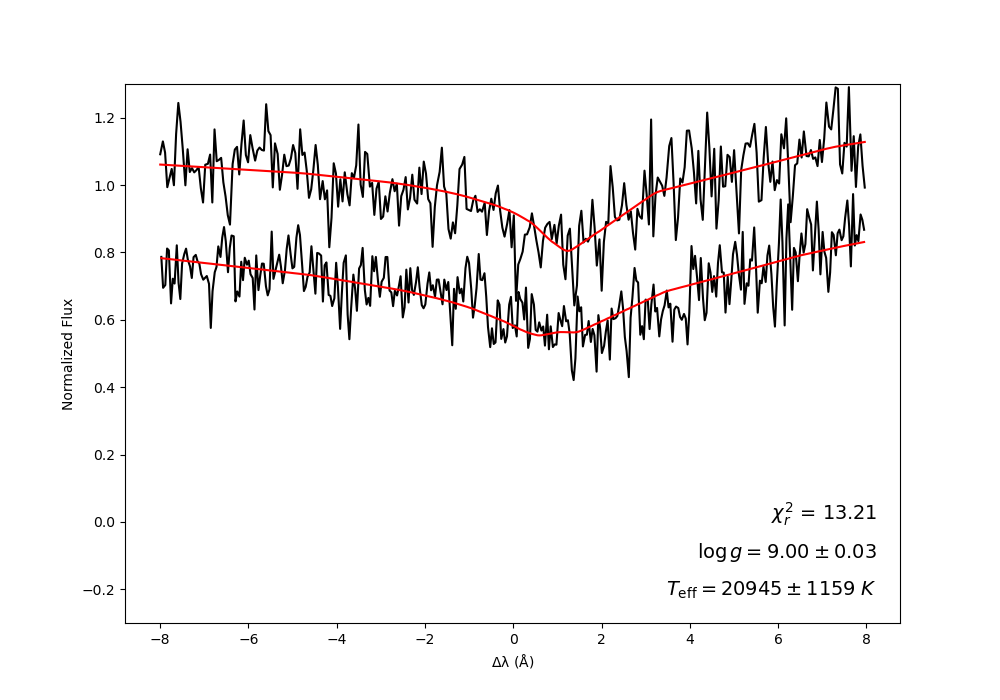 1.2
1.0
0.8
0.6
0.4
0.2
0.0
−0.2
Normalized Flux
χ²ᵣ = 13.21
log g = 9.00 ± 0.03
T_eff = 20945 ± 1159 K
−8 −6 −4 −2 0 2 4 6 8
Δλ (Å)